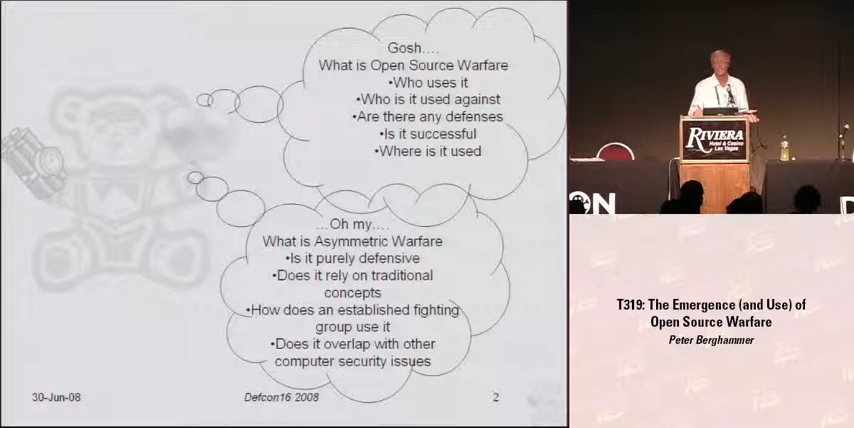 Gosh....
What is Open Source Warfare
•Who uses it
•Who is it used against
•Are there any defenses
•Is it successful
•Where is it used
...Oh my....
What is Asymmetric Warfare
•Is it purely defensive
•Does it rely on traditional
concepts
•How does an established fighting
group use it
•Does it overlap with other
computer security issues
30-Jun-08
Defcon16 2008
2
RIVIERA
Hotel & Casino
Las Vegas
T319: The Emergence (and Use) of
Open Source Warfare
Peter Berghammer